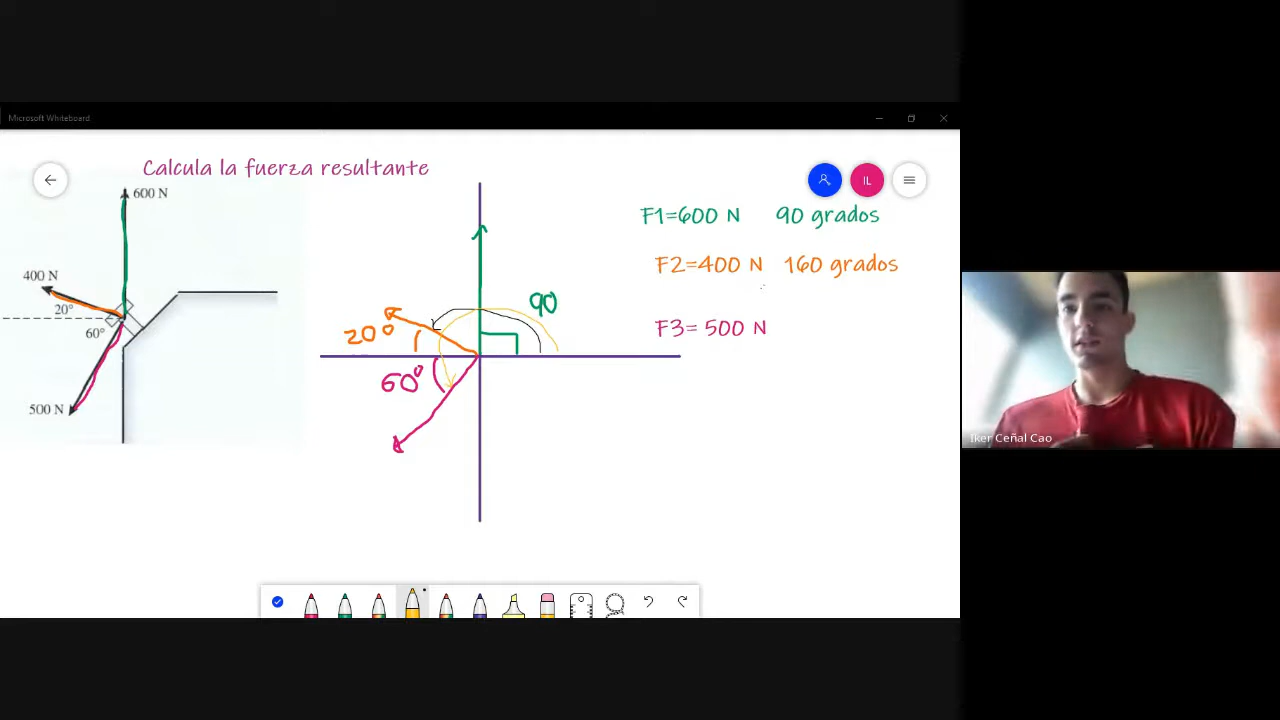 Microsoft Whiteboard
Calcula la fuerza resultante
IL
600 N
F1=600 N 90 grados
400 N
F2=400 N 160 grados
20°
90
60°
20°
F3= 500 N
60°
500 N
Iker Ceñal Cao